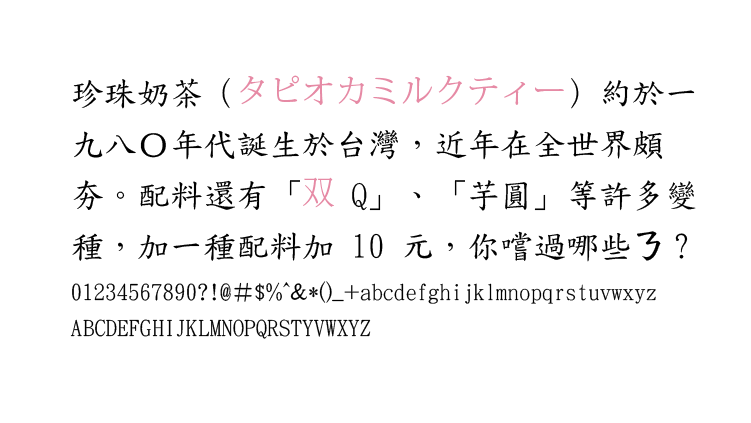 珍珠奶茶（タピオカミルクティー）約於一
九八〇年代誕生於台灣，近年在全世界頗
夯。配料還有「双 Q」、「芋圓」等許多變
種，加一種配料加 10 元，你嚐過哪些ㄋ？
01234567890?!@#$%^&*()_+abcdefghijklmnopqrstuvwxyz
ABCDEFGHIJKLMNOPQRSTYVWXYZ